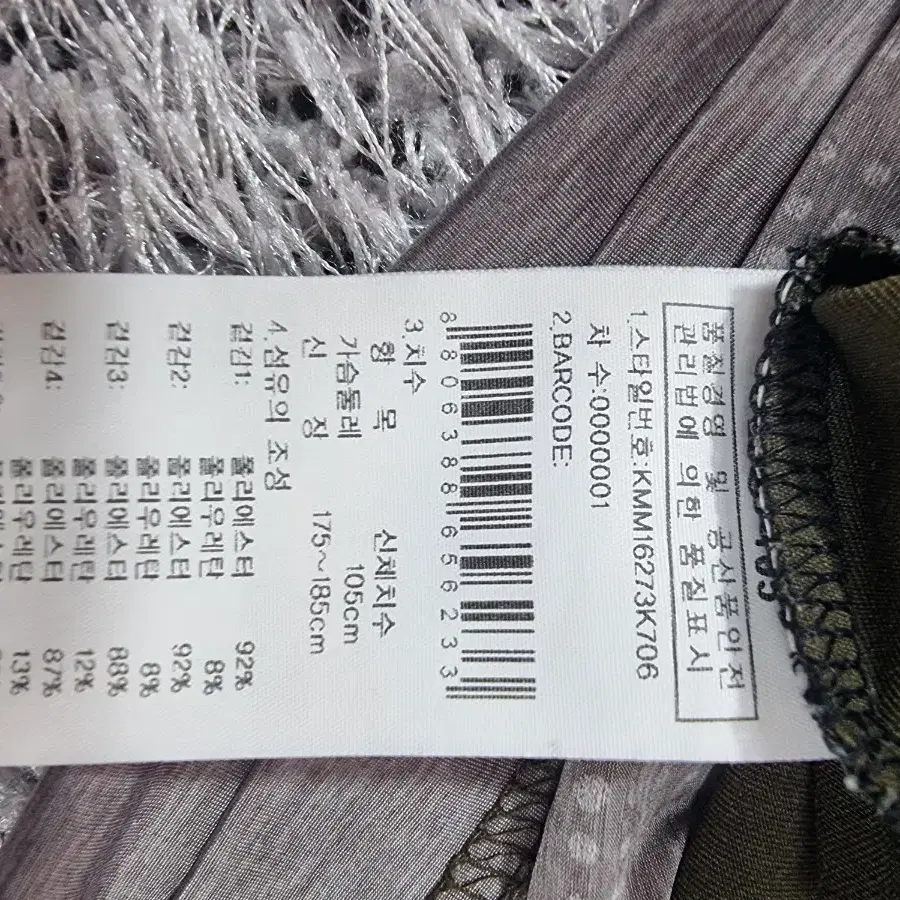 품질경영 및 공산품안전
관리법에 의한 품질표시
1.스타일번호:KMM16273K706
차 수:0000001
2.BARCODE:
8806388656233
3.치수
항 목 신체치수
가슴둘레 105cm
신 장 175~185cm
4.섬유의 조성
겉감1: 폴리에스터 92%
폴리우레탄 8%
겉감2: 폴리에스터 92%
폴리우레탄 8%
겉감3: 폴리에스터 88%
폴리우레탄 12%
겉감4: 폴리에스터 87%
폴리우레탄 13%